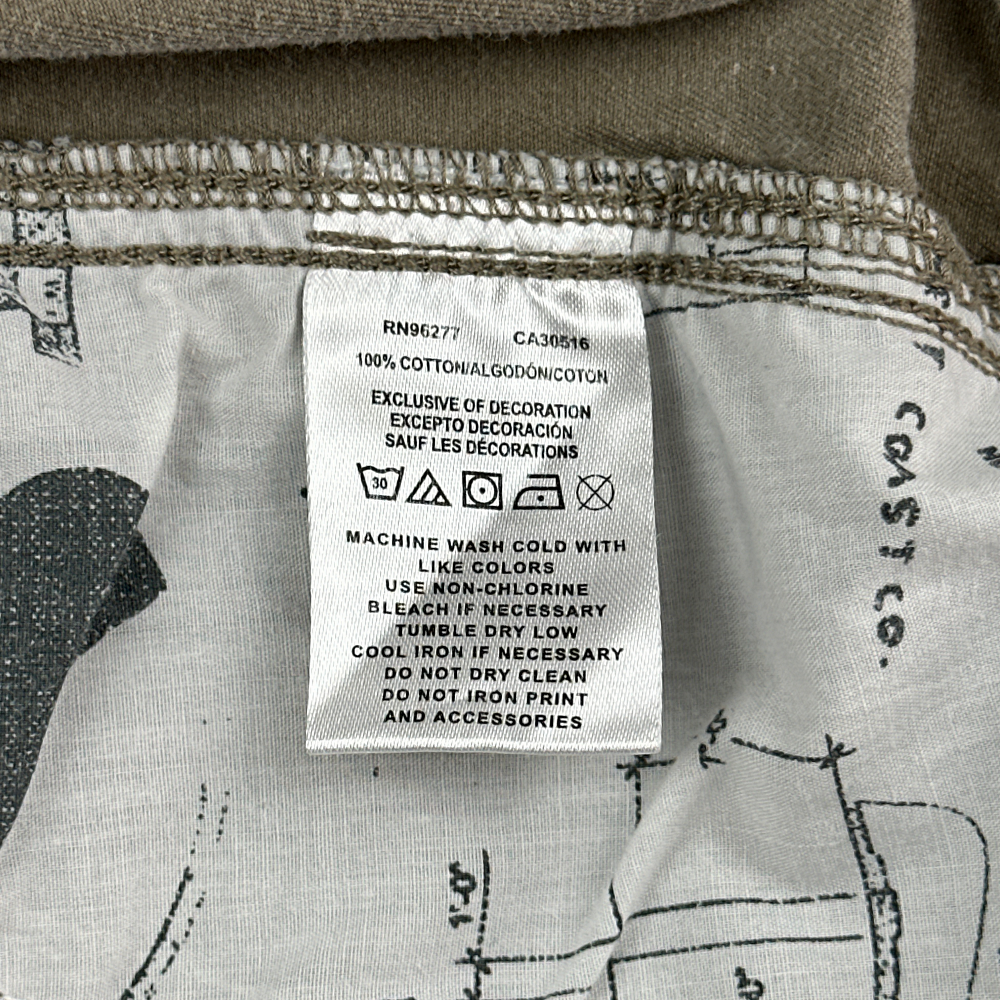 RN96277 CA30516
100% COTTON/ALGODÓN/COTON
EXCLUSIVE OF DECORATION
EXCEPTO DECORACIÓN
SAUF LES DÉCORATIONS
30
MACHINE WASH COLD WITH
LIKE COLORS
USE NON-CHLORINE
BLEACH IF NECESSARY
TUMBLE DRY LOW
COOL IRON IF NECESSARY
DO NOT DRY CLEAN
DO NOT IRON PRINT
AND ACCESSORIES
COAST CO.